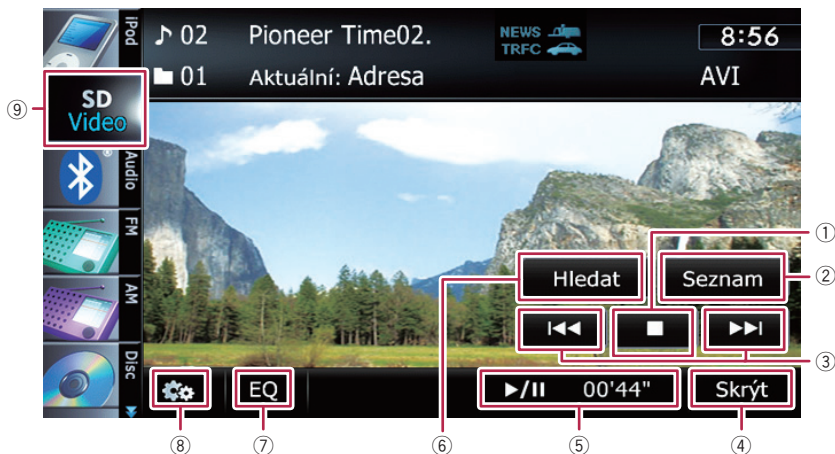 iPod
♪ 02 Pioneer Time02.
NEWS
TRFC
8:56
01 Aktuální: Adresa
AVI
⑨
SD
Video
Audio
FM
AM
Disc
①
Hledat
Seznam
②
③
EQ
►/II 00'44"
Skrýt
⑧
⑦
⑥
⑤
④